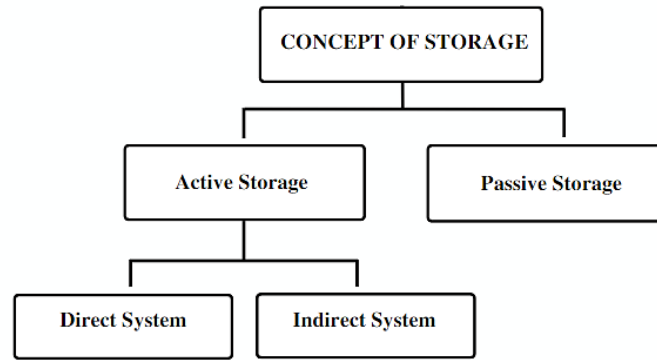 CONCEPT OF STORAGE
Active Storage
Passive Storage
Direct System
Indirect System